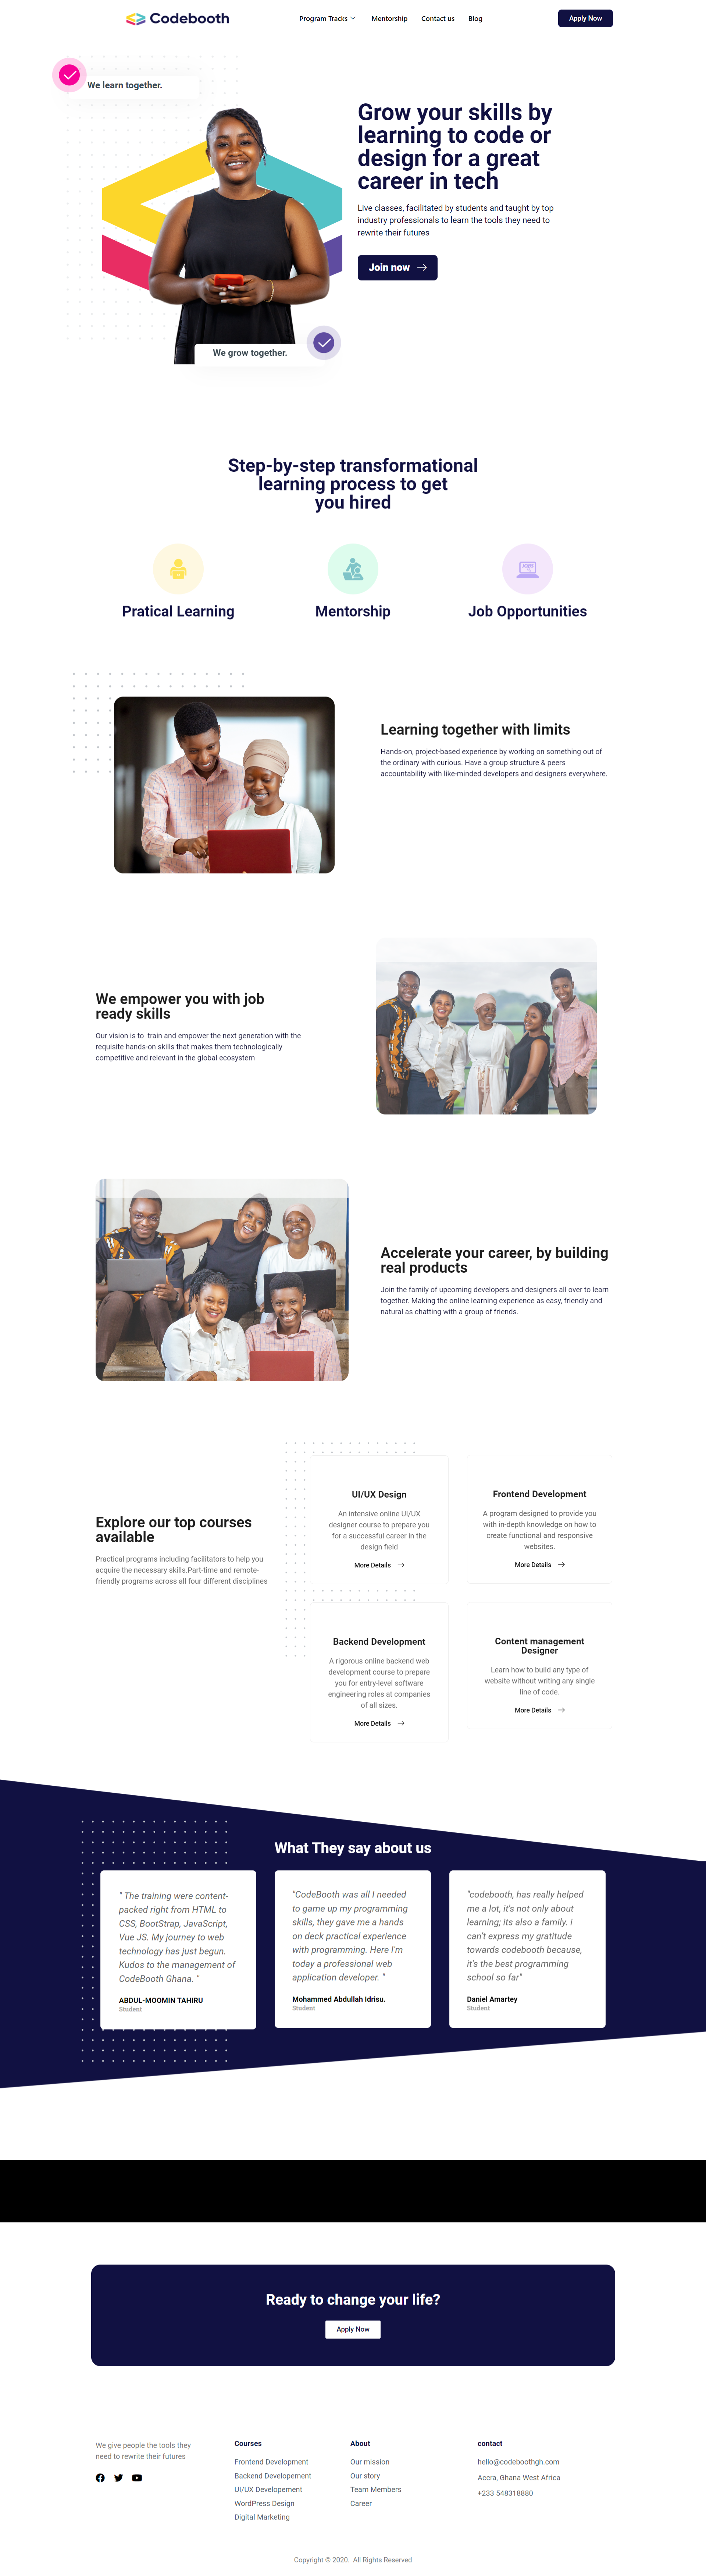 Codebooth
Program Tracks
Mentorship
Contact us
Blog
Apply Now
We learn together.
Grow your skills by
learning to code or
design for a great
career in tech
Live classes, facilitated by students and taught by top
industry professionals to learn the tools they need to
rewrite their futures
Join now
We grow together.
Step-by-step transformational
learning process to get
you hired
Pratical Learning
Mentorship
Job Opportunities
Learning together with limits
Hands-on, project-based experience by working on something out of
the ordinary with curious. Have a group structure & peers
accountability with like-minded developers and designers everywhere.
We empower you with job
ready skills
Our vision is to  train and empower the next generation with the
requisite hands-on skills that makes them technologically
competitive and relevant in the global ecosystem
Accelerate your career, by building
real products
Join the family of upcoming developers and designers all over to learn
together. Making the online learning experience as easy, friendly and
natural as chatting with a group of friends.
Explore our top courses
available
Practical programs including facilitators to help you
acquire the necessary skills.Part-time and remote-
friendly programs across all four different disciplines
UI/UX Design
An intensive online UI/UX
designer course to prepare you
for a successful career in the
design field
More Details
Frontend Development
A program designed to provide you
with in-depth knowledge on how to
create functional and responsive
websites.
More Details
Backend Development
A rigorous online backend web
development course to prepare
you for entry-level software
engineering roles at companies
of all sizes.
More Details
Content management
Designer
Learn how to build any type of
website without writing any single
line of code.
More Details
What They say about us
" The training were content-
packed right from HTML to
CSS, BootStrap, JavaScript,
Vue JS. My journey to web
technology has just begun.
Kudos to the management of
CodeBooth Ghana. "
ABDUL-MOOMIN TAHIRU
Student
"CodeBooth was all I needed
to game up my programming
skills, they gave me a hands
on deck practical experience
with programming. Here I'm
today a professional web
application developer. "
Mohammed Abdullah Idrisu.
Student
"codebooth, has really helped
me a lot, it's not only about
learning; its also a family. i
can't express my gratitude
towards codebooth because,
it's the best programming
school so far"
Daniel Amartey
Student
Ready to change your life?
Apply Now
We give people the tools they
need to rewrite their futures
Courses
Frontend Development
Backend Developement
UI/UX Developement
WordPress Design
Digital Marketing
About
Our mission
Our story
Team Members
Career
contact
hello@codeboothgh.com
Accra, Ghana West Africa
+233 548318880
Copyright © 2020.  All Rights Reserved